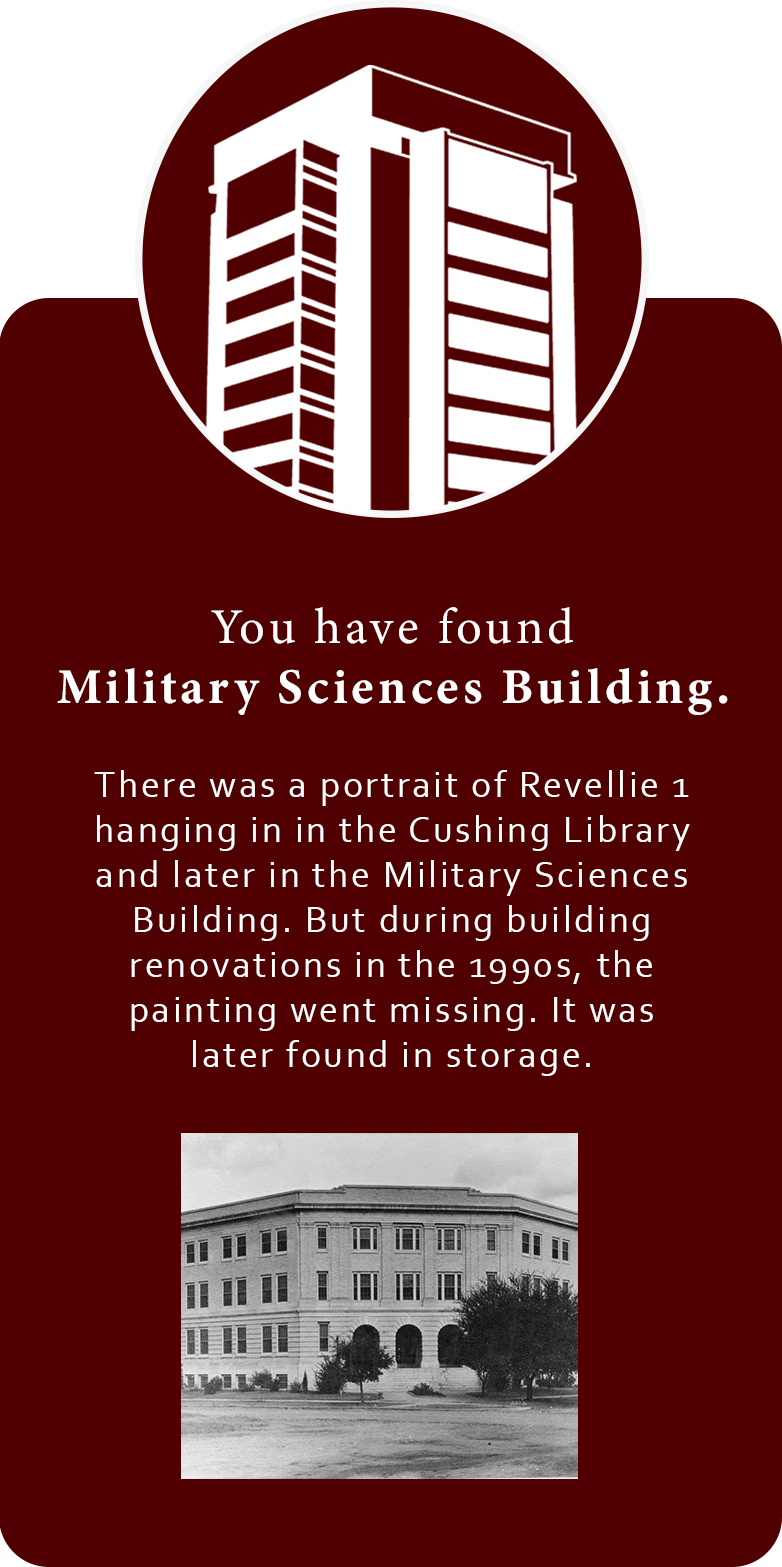 You have found
Military Sciences Building.
There was a portrait of Revellie 1
hanging in in the Cushing Library
and later in the Military Sciences
Building. But during building
renovations in the 1990s, the
painting went missing. It was
later found in storage.